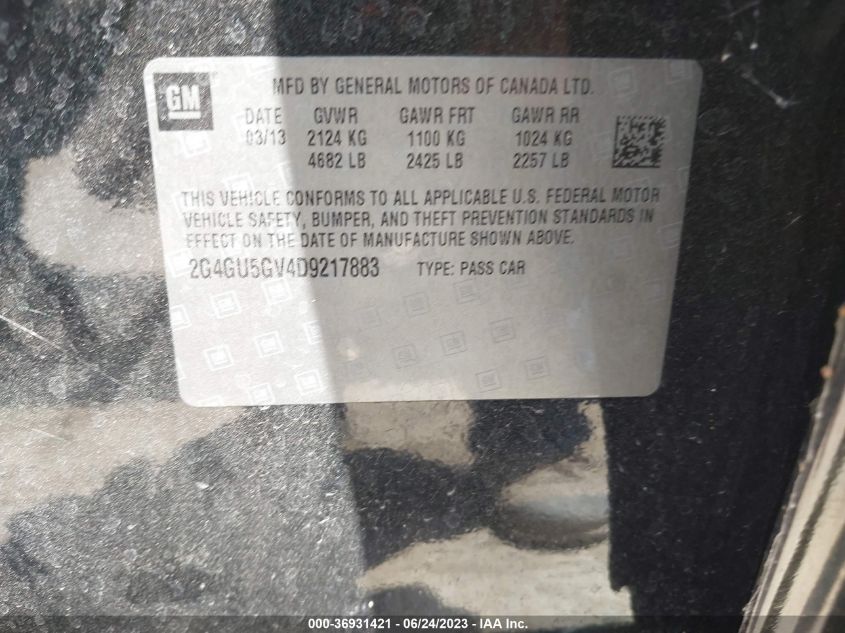 GM
MFD BY GENERAL MOTORS OF CANADA LTD.
DATE GVWR GAWR FRT GAWR RR
03/13 2124 KG 1100 KG 1024 KG
4682 LB 2425 LB 2257 LB
THIS VEHICLE CONFORMS TO ALL APPLICABLE U.S. FEDERAL MOTOR
VEHICLE SAFETY, BUMPER, AND THEFT PREVENTION STANDARDS IN
EFFECT ON THE DATE OF MANUFACTURE SHOWN ABOVE.
2G4GU5GV4D9217883 TYPE: PASS CAR
000-36931421 - 06/24/2023 - IAA Inc.